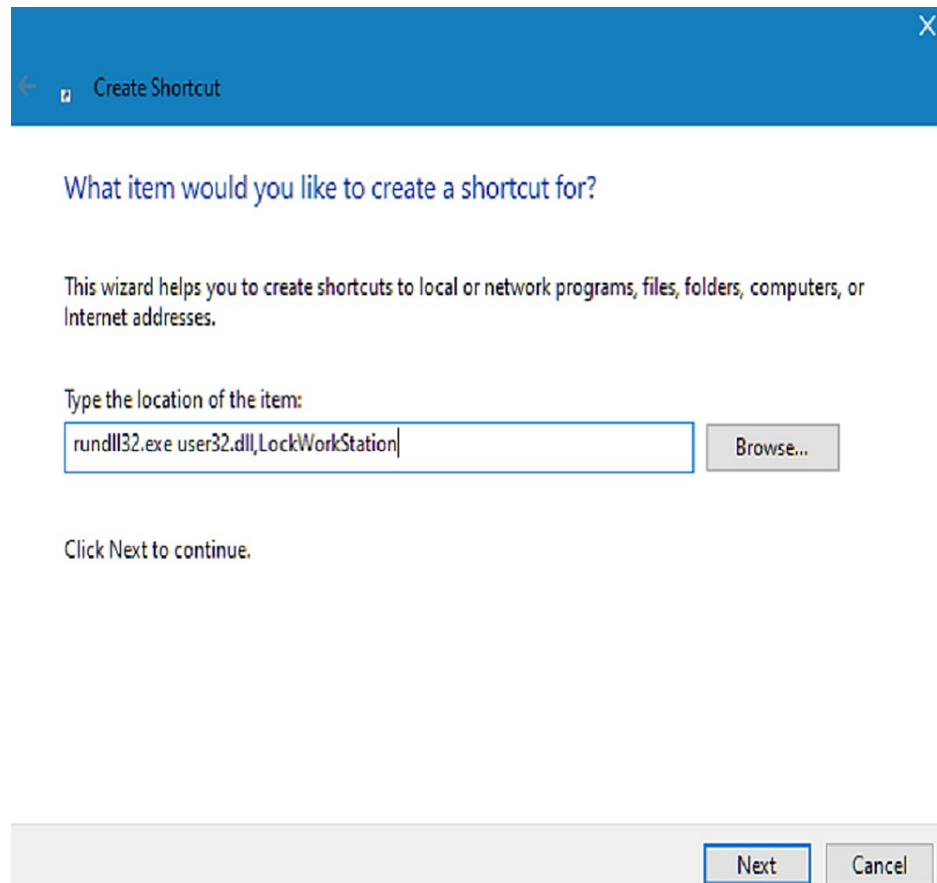 Create Shortcut
What item would you like to create a shortcut for?
This wizard helps you to create shortcuts to local or network programs, files, folders, computers, or
Internet addresses.
Type the location of the item:
rundll32.exe user32.dll,LockWorkStation
Browse...
Click Next to continue.
Next
Cancel